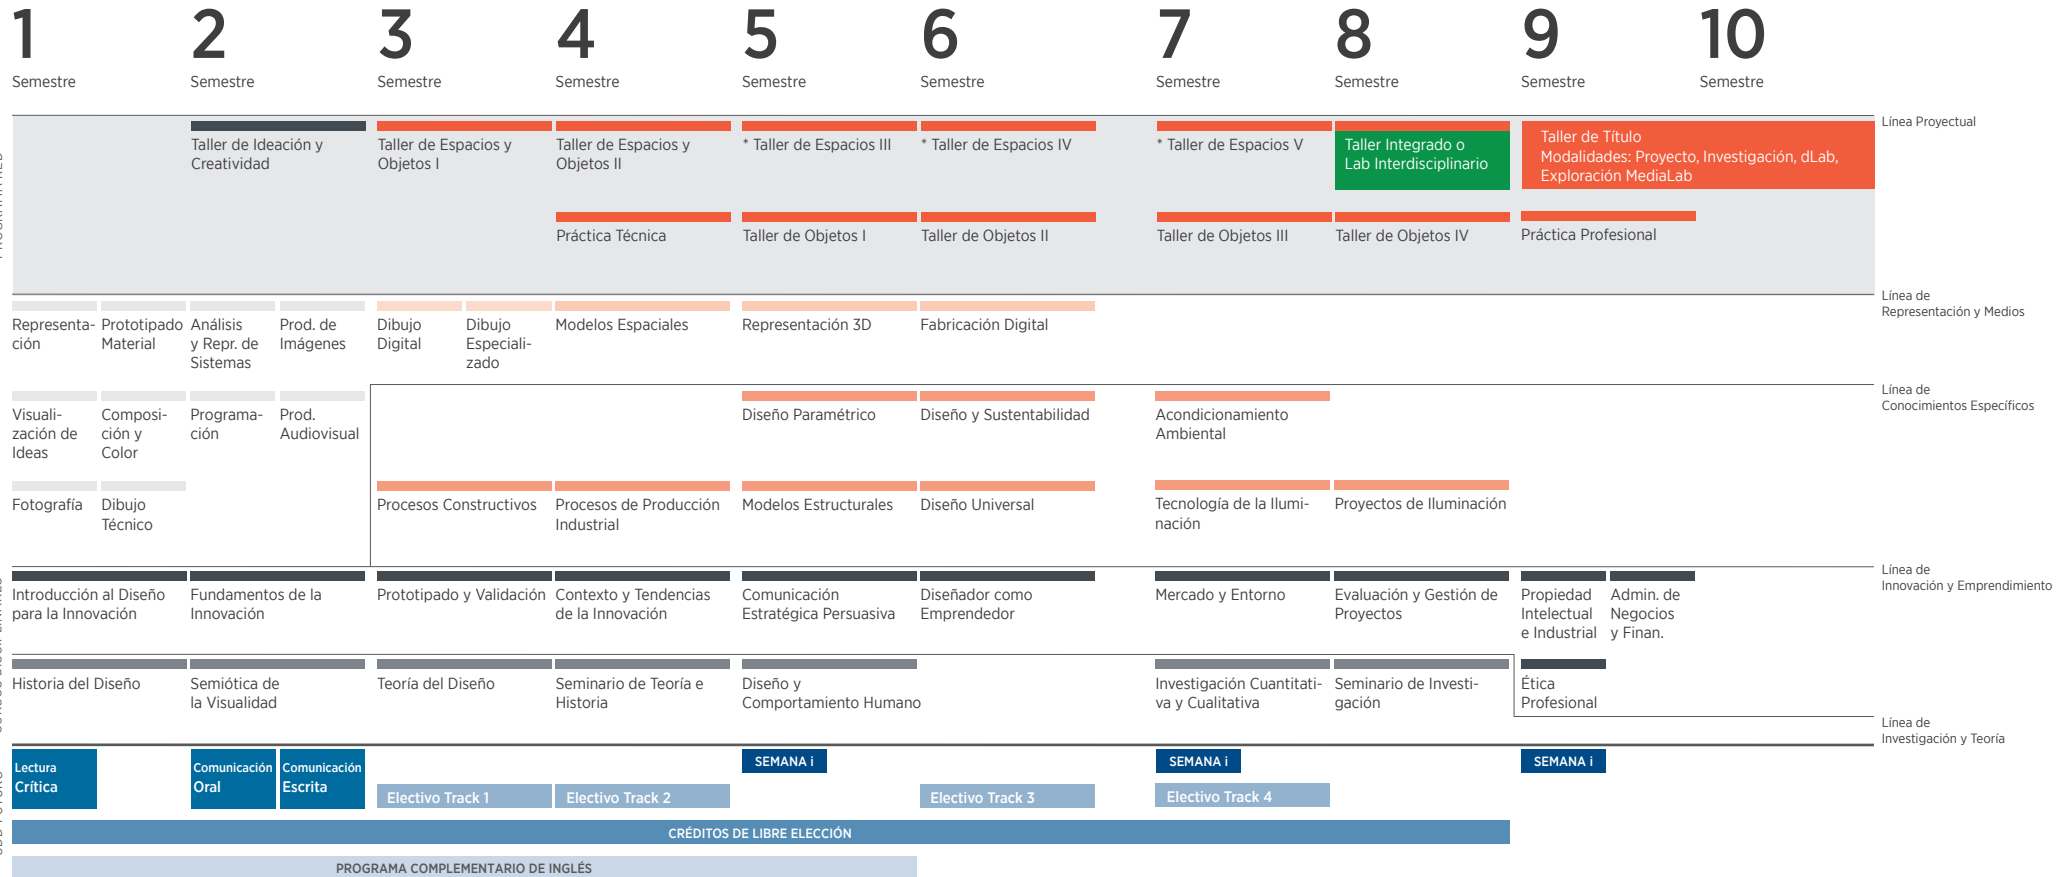 1 2 3 4 5 6 7 8 9 10
Semestre Semestre Semestre Semestre Semestre Semestre Semestre Semestre Semestre Semestre
Línea Proyectual
Taller de Ideación y
Creatividad
Taller de Espacios y
Objetos I
Taller de Espacios y
Objetos II
* Taller de Espacios III
* Taller de Espacios IV
* Taller de Espacios V
Taller Integrado o
Lab Interdisciplinario
Taller de Título
Modalidades: Proyecto, Investigación, dLab,
Exploración MediaLab
Práctica Técnica
Taller de Objetos I
Taller de Objetos II
Taller de Objetos III
Taller de Objetos IV
Práctica Profesional
Línea de
Representación y Medios
Representa-
ción
Prototipado
Material
Análisis
y Repr. de
Sistemas
Prod. de
Imágenes
Dibujo
Digital
Dibujo
Especiali-
zado
Modelos Espaciales
Representación 3D
Fabricación Digital
Línea de
Conocimientos Específicos
Visuali-
zación de
Ideas
Composi-
ción y
Color
Programa-
ción
Prod.
Audiovisual
Diseño Paramétrico
Diseño y Sustentabilidad
Acondicionamiento
Ambiental
Fotografía
Dibujo
Técnico
Procesos Constructivos
Procesos de Producción
Industrial
Modelos Estructurales
Diseño Universal
Tecnología de la Ilumi-
nación
Proyectos de Iluminación
Línea de
Innovación y Emprendimiento
Introducción al Diseño
para la Innovación
Fundamentos de la
Innovación
Prototipado y Validación
Contexto y Tendencias
de la Innovación
Comunicación
Estratégica Persuasiva
Diseñador como
Emprendedor
Mercado y Entorno
Evaluación y Gestión de
Proyectos
Propiedad
Intelectual
e Industrial
Admin. de
Negocios
y Finan.
Historia del Diseño
Semiótica de
la Visualidad
Teoría del Diseño
Seminario de Teoría e
Historia
Diseño y
Comportamiento Humano
Investigación Cuantitati-
va y Cualitativa
Seminario de Investi-
gación
Ética
Profesional
Línea de
Investigación y Teoría
Lectura
Crítica
Comunicación
Oral
Comunicación
Escrita
SEMANA i
SEMANA i
SEMANA i
Electivo Track 1
Electivo Track 2
Electivo Track 3
Electivo Track 4
CRÉDITOS DE LIBRE ELECCIÓN
PROGRAMA COMPLEMENTARIO DE INGLÉS